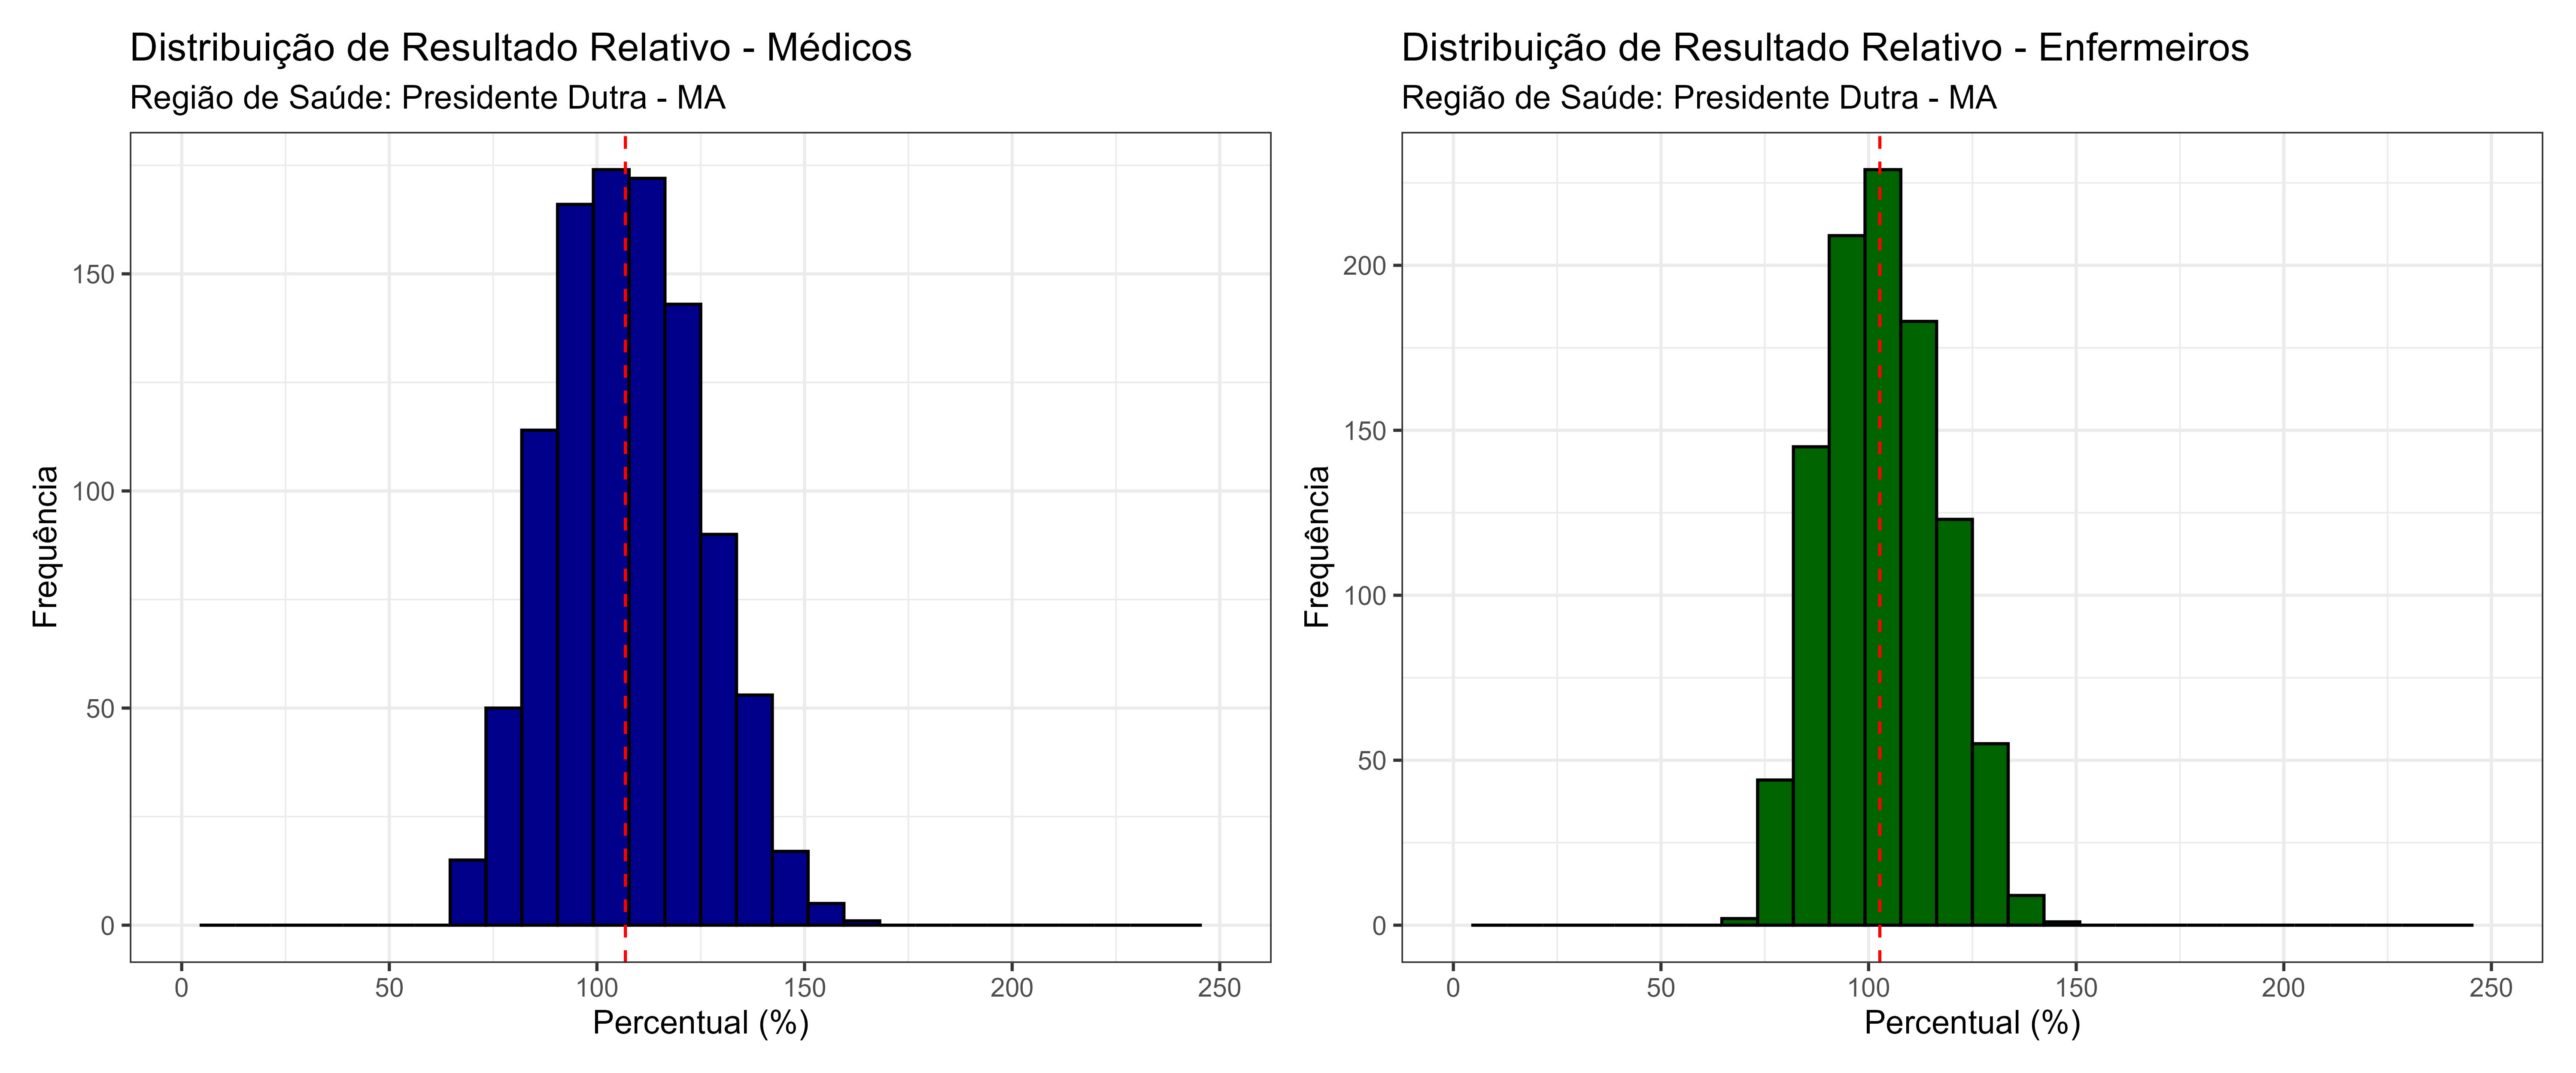 Distribuição de Resultado Relativo - Médicos
Região de Saúde: Presidente Dutra - MA
Frequência
150
100
50
0
0 50 100 150 200 250
Percentual (%)
Distribuição de Resultado Relativo - Enfermeiros
Região de Saúde: Presidente Dutra - MA
Frequência
200
150
100
50
0
0 50 100 150 200 250
Percentual (%)